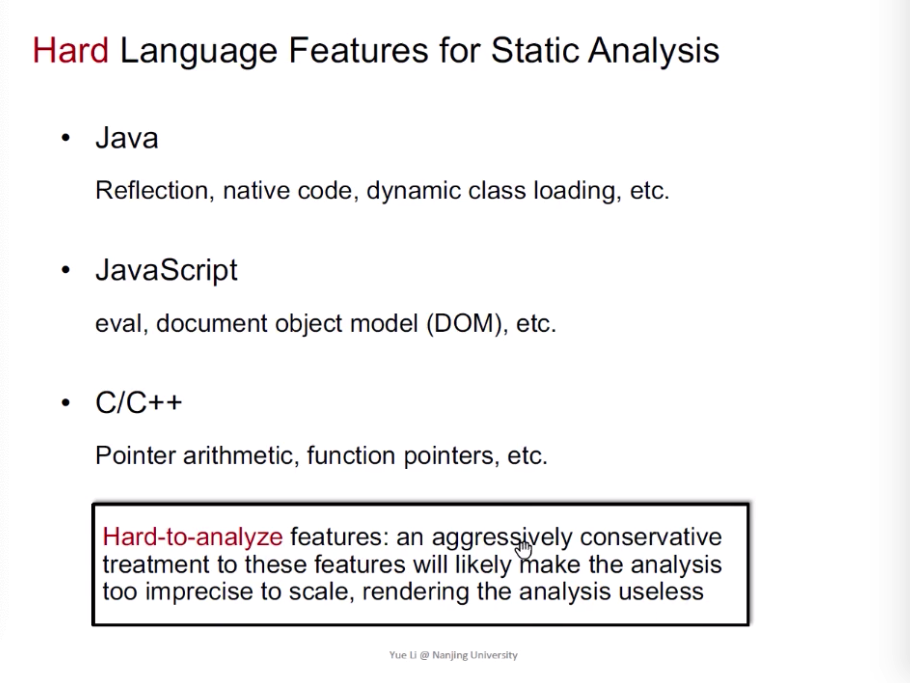 Hard Language Features for Static Analysis
• Java
Reflection, native code, dynamic class loading, etc.
• JavaScript
eval, document object model (DOM), etc.
• C/C++
Pointer arithmetic, function pointers, etc.
Hard-to-analyze features: an aggressively conservative
treatment to these features will likely make the analysis
too imprecise to scale, rendering the analysis useless
Yue Li @ Nanjing University